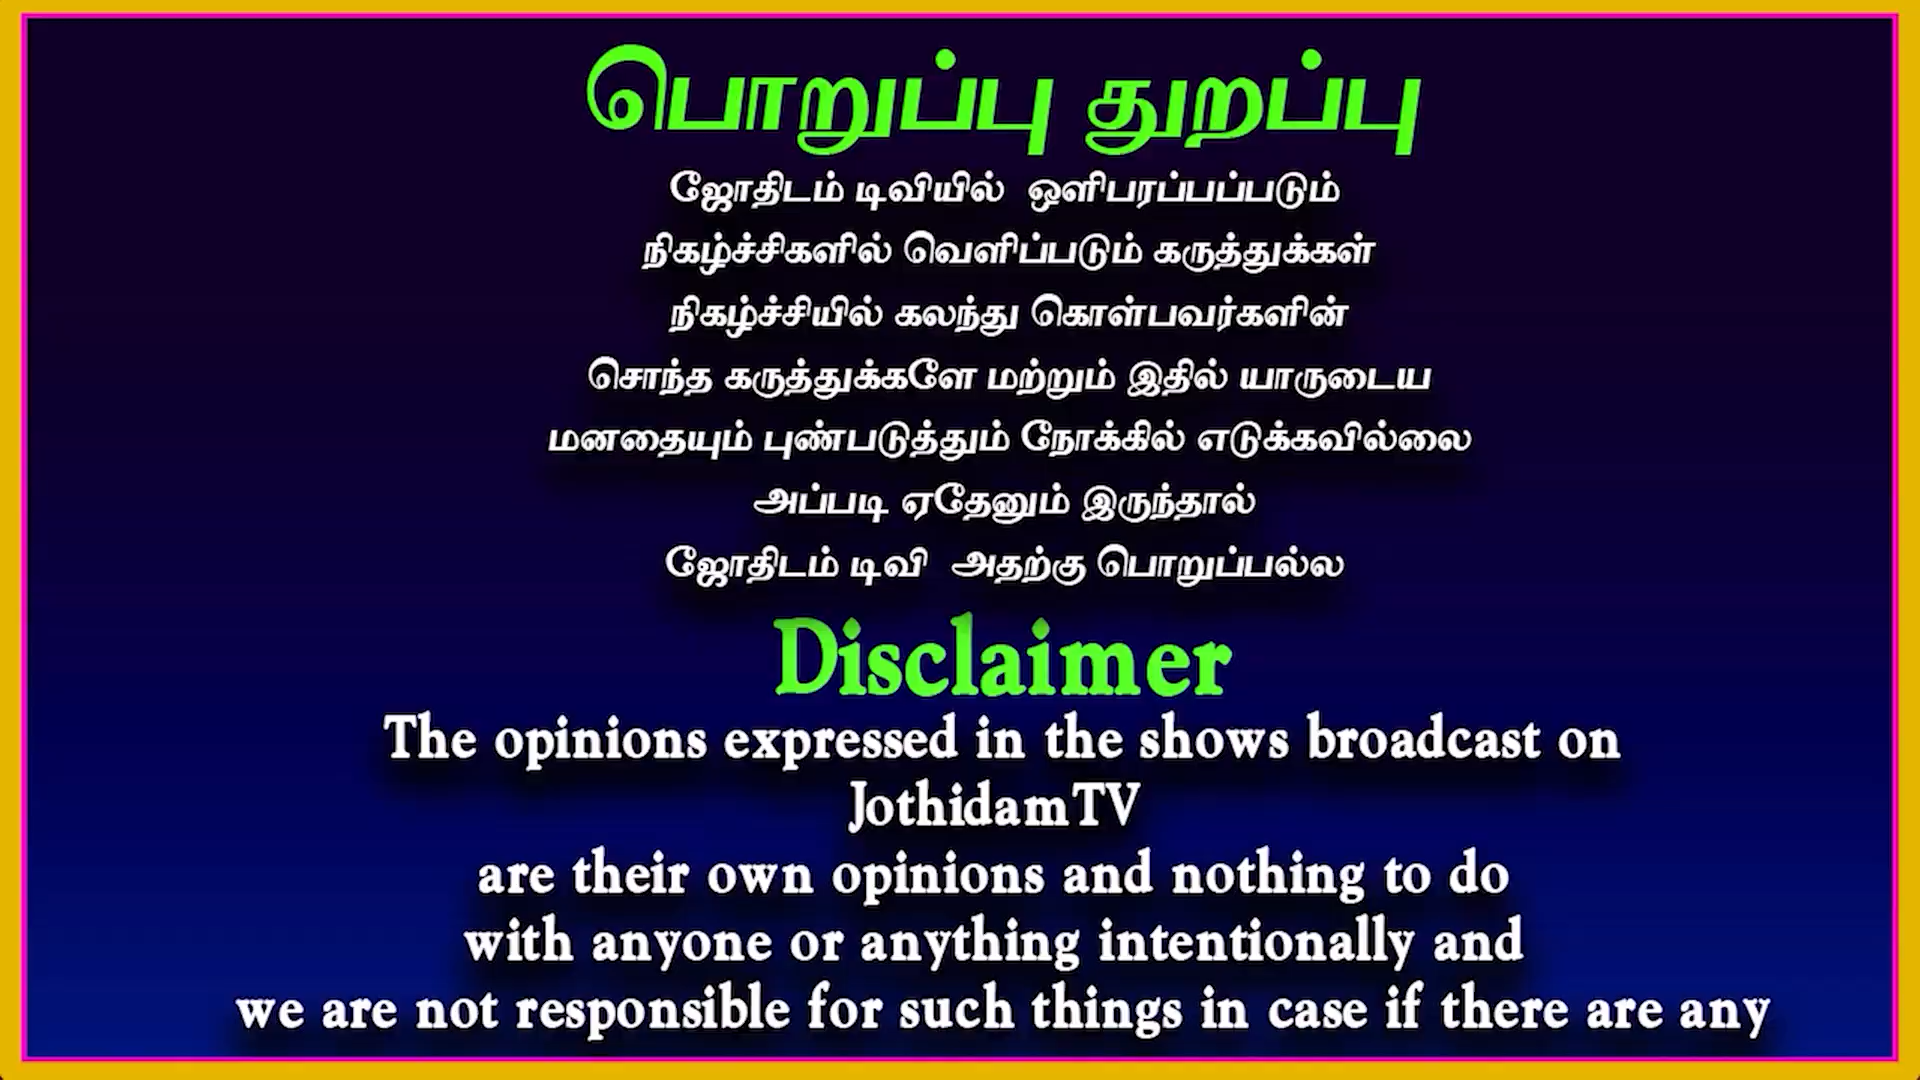 பொறுப்பு துறப்பு
ஜோதிடம் டிவியில் ஒளிபரப்பப்படும்
நிகழ்ச்சிகளில் வெளிப்படும் கருத்துக்கள்
நிகழ்ச்சியில் கலந்து கொள்பவர்களின்
சொந்த கருத்துக்களே மற்றும் இதில் யாருடைய
மனதையும் புண்படுத்தும் நோக்கில் எடுக்கவில்லை
அப்படி ஏதேனும் இருந்தால்
ஜோதிடம் டிவி அதற்கு பொறுப்பல்ல
Disclaimer
The opinions expressed in the shows broadcast on
JothidamTV
are their own opinions and nothing to do
with anyone or anything intentionally and
we are not responsible for such things in case if there are any